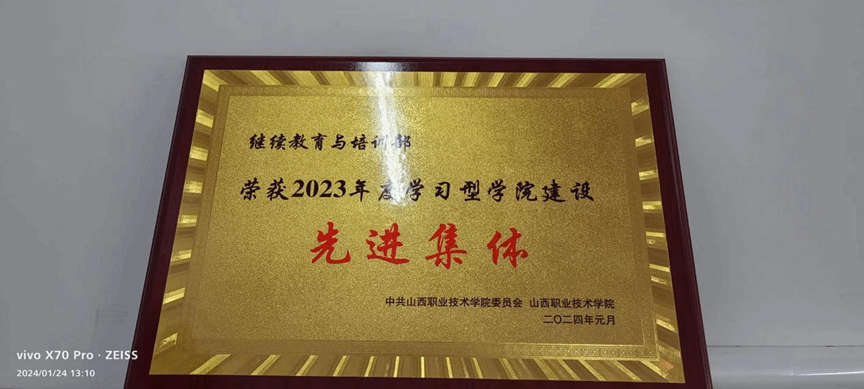 继续教育与培训部
荣获2023年度学习型学院建设
先进集体
中共山西职业技术学院委员会 山西职业技术学院
二〇二四年元月
vivo X70 Pro · ZEISS
2024/01/24 13:10